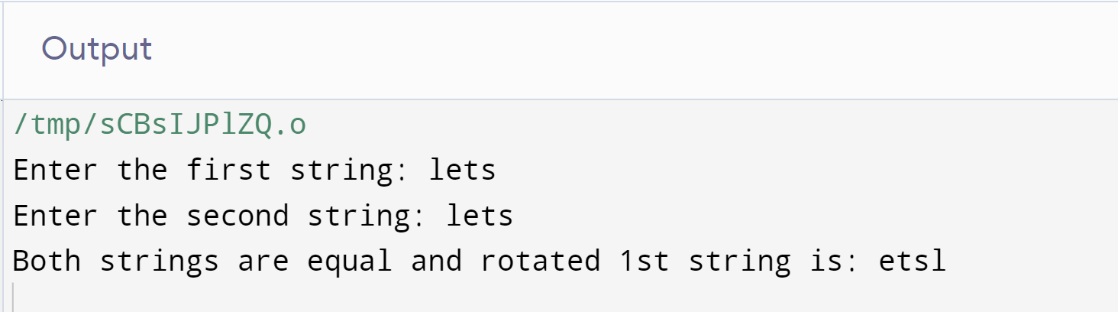 Output
/tmp/sCBsIJPlZQ.o
Enter the first string: lets
Enter the second string: lets
Both strings are equal and rotated 1st string is: etsl